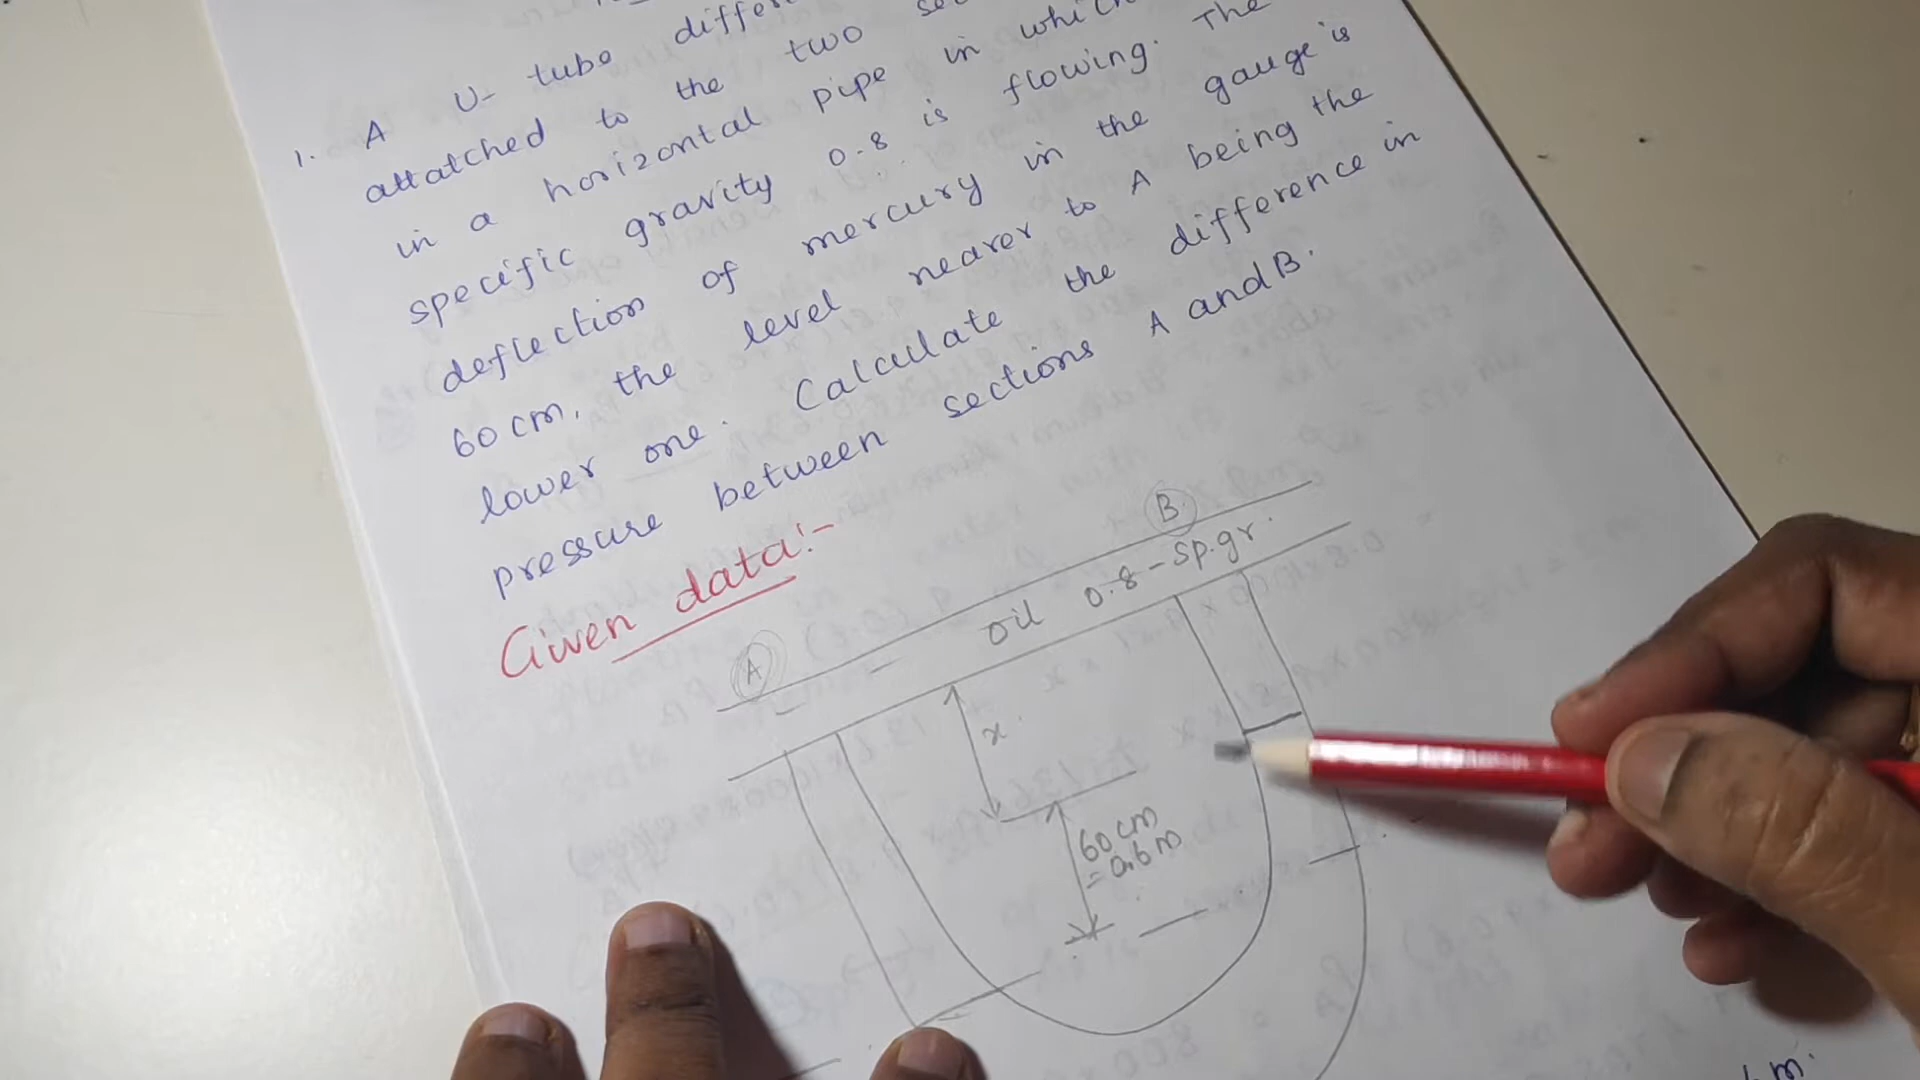 1. A U- tube
attatched to the two
in a horizontal pipe in
specific gravity 0.8 is flowing. The
deflection of mercury in the gauge is
60 cm, the level nearer to A being the
lower one. Calculate the difference in
pressure between sections A and B.
Given data:-
A
B
oil 0.8 - sp.gr.
x
60 cm
= 0.6 m